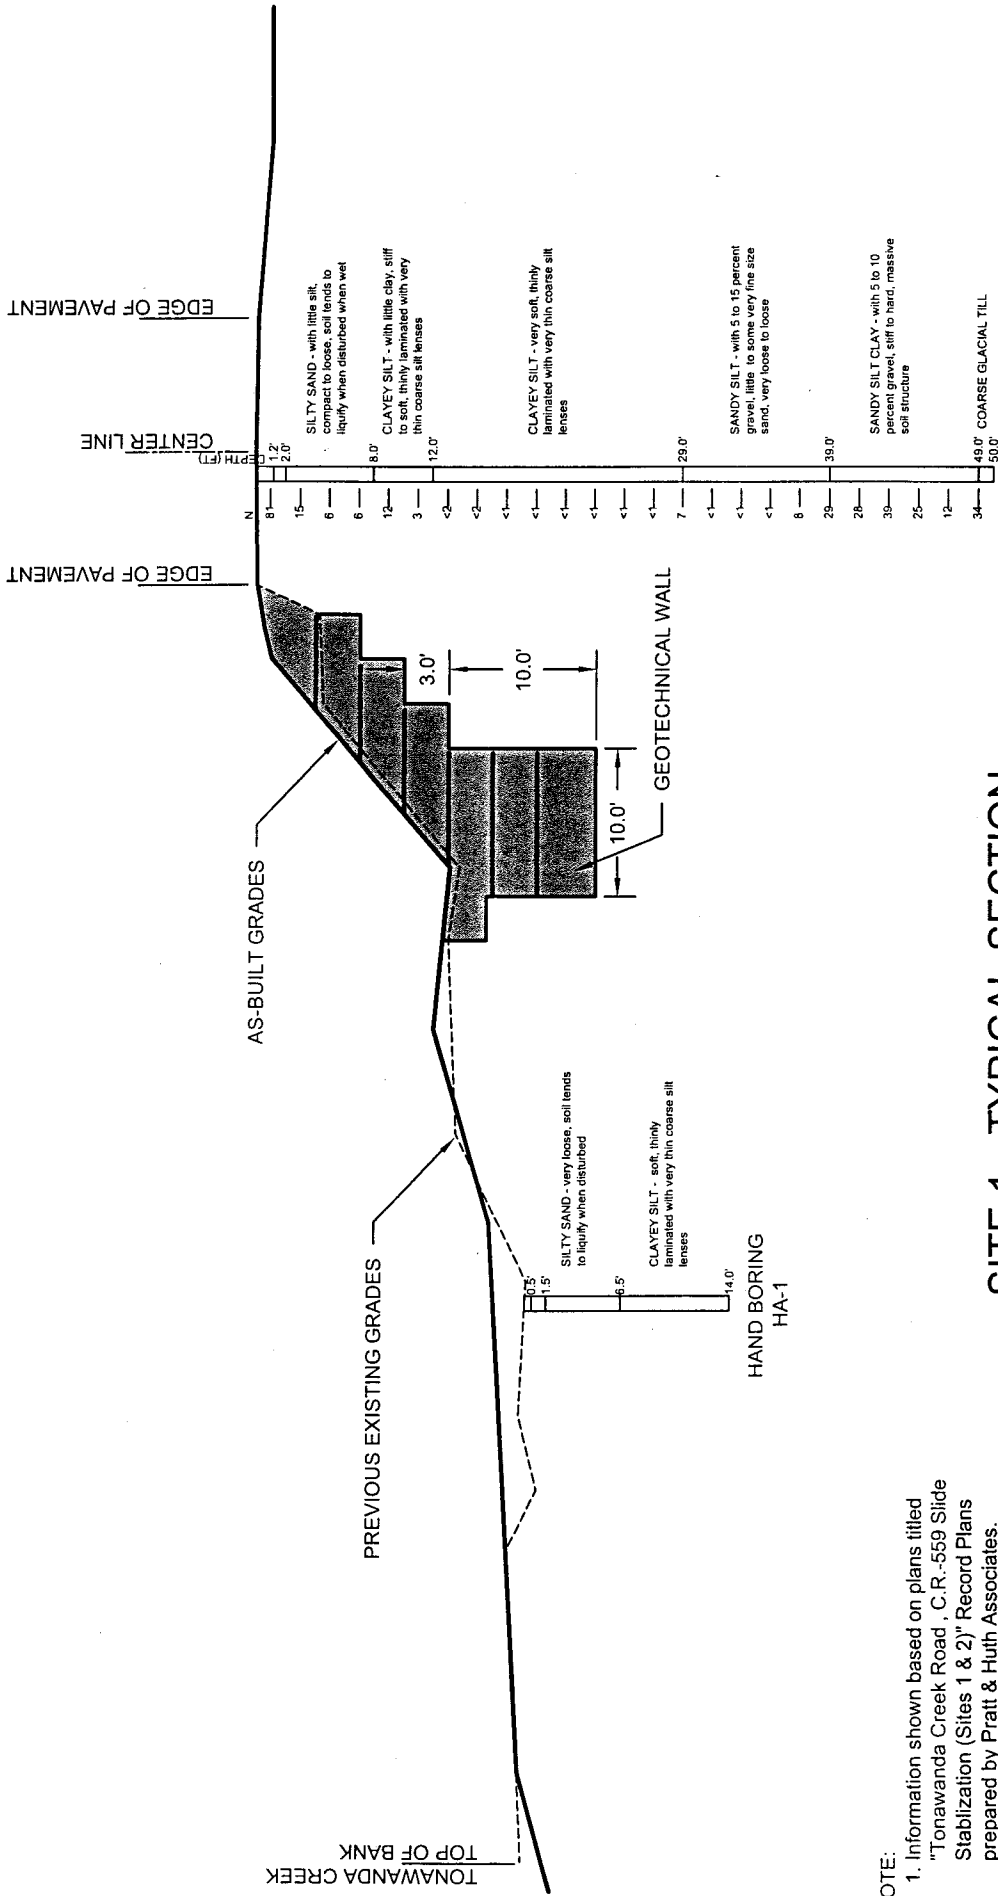 EDGE OF PAVEMENT
CENTER LINE
EDGE OF PAVEMENT
DEPTH (FT)
1.2'
2.0'
8.0'
12.0'
29.0'
39.0'
49.0'
50.0'
SILTY SAND - with little silt,
compact to loose, soil tends to
liquify when disturbed when wet
CLAYEY SILT - with little clay, stiff
to soft, thinly laminated with very
thin coarse silt lenses
CLAYEY SILT - very soft, thinly
laminated with very thin coarse silt
lenses
SANDY SILT - with 5 to 15 percent
gravel, little to some very fine size
sand, very loose to loose
SANDY SILT CLAY - with 5 to 10
percent gravel, stiff to hard, massive
soil structure
COARSE GLACIAL TILL
N
81
15
6
6
12
3
<2
<2
<1
<1
<1
<1
<1
<1
7
<1
<1
<1
8
29
28
39
25
12
34
3.0'
10.0'
10.0'
GEOTECHNICAL WALL
AS-BUILT GRADES
PREVIOUS EXISTING GRADES
0.5'
1.5'
6.5'
14.0'
SILTY SAND - very loose, soil tends
to liquify when disturbed
CLAYEY SILT - soft, thinly
laminated with very thin coarse silt
lenses
HAND BORING
HA-1
TONAWANDA CREEK
TOP OF BANK
OTE:
1. Information shown based on plans titled
"Tonawanda Creek Road , C.R.-559 Slide
Stablization (Sites 1 & 2)" Record Plans
prepared by Pratt & Huth Associates.
SITE 1 - TYPICAL SECTION